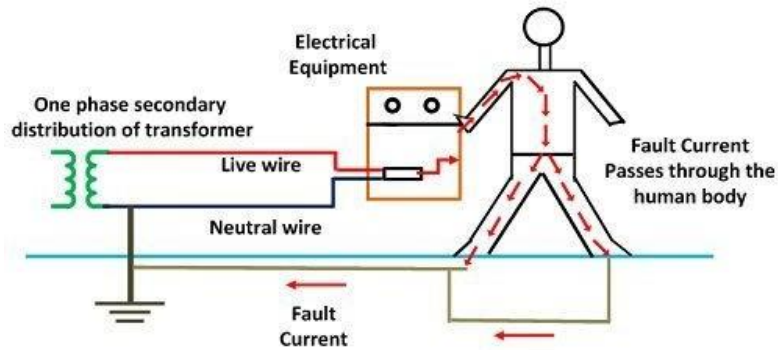 Electrical
Equipment
One phase secondary
distribution of transformer
Live wire
Fault Current
Passes through the
human body
Neutral wire
Fault
Current